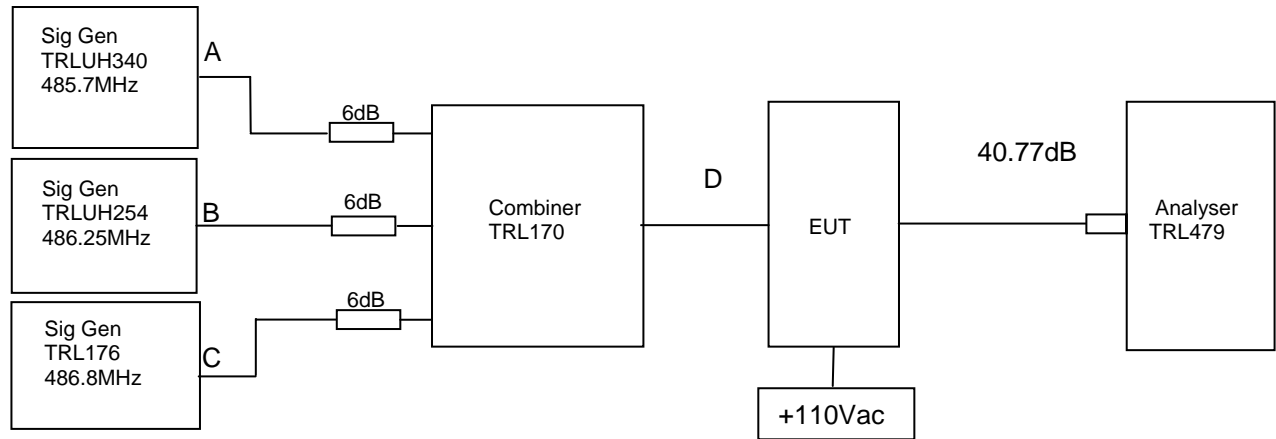 Sig Gen
TRLUH340
485.7MHz
A
6dB
Sig Gen
TRLUH254
486.25MHz
B
6dB
Sig Gen
TRL176
486.8MHz
C
6dB
Combiner
TRL170
D
EUT
+110Vac
40.77dB
Analyser
TRL479